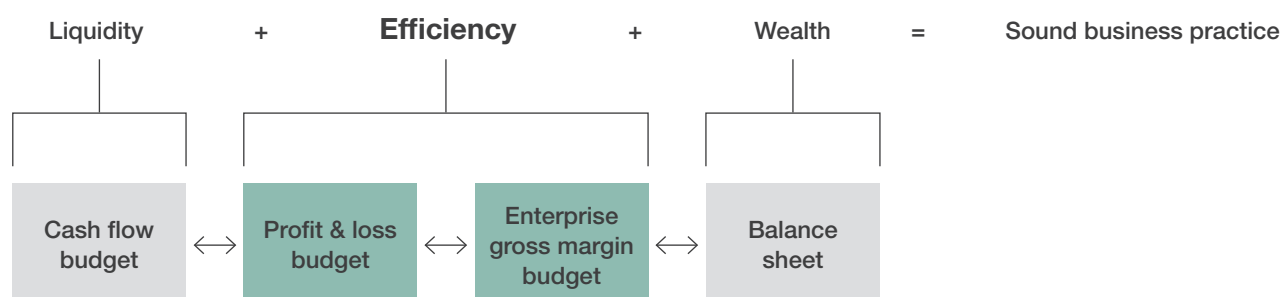 Liquidity + Efficiency + Wealth = Sound business practice
Cash flow
budget
Profit & loss
budget
Enterprise
gross margin
budget
Balance
sheet